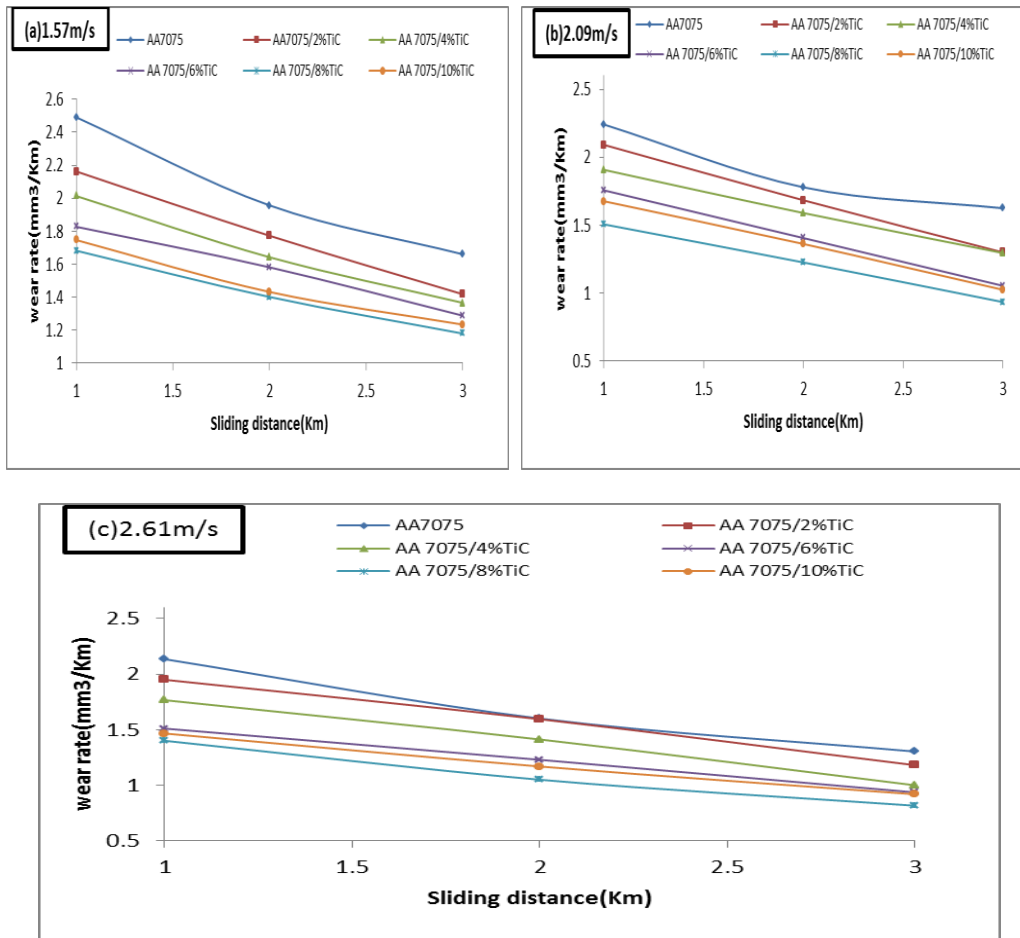 (a)1.57m/s
AA7075 AA7075/2%TiC AA 7075/4%TiC
AA 7075/6%TiC AA 7075/8%TiC AA 7075/10%TiC
wear rate(mm3/Km)
2.6
2.4
2.2
2
1.8
1.6
1.4
1.2
1
1 1.5 2 2.5 3
Sliding distance(Km)
(b)2.09m/s
AA7075 AA 7075/2%TiC AA 7075/4%TiC
AA 7075/6%TiC AA 7075/8%TiC AA 7075/10%TiC
wear rate(mm3/Km)
2.5
2
1.5
1
0.5
1 1.5 2 2.5 3
Sliding distance(Km)
(c)2.61m/s
AA7075 AA 7075/2%TiC
AA 7075/4%TiC AA 7075/6%TiC
AA 7075/8%TiC AA 7075/10%TiC
wear rate(mm3/Km)
2.5
2
1.5
1
0.5
1 1.5 2 2.5 3
Sliding distance(Km)